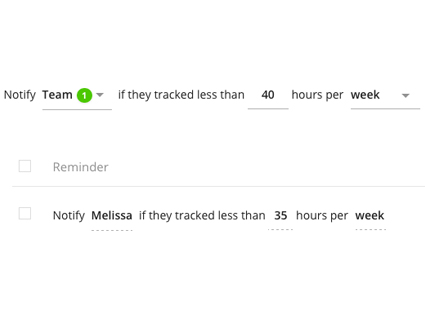 Notify Team 1 if they tracked less than 40 hours per week
Reminder
Notify Melissa if they tracked less than 35 hours per week